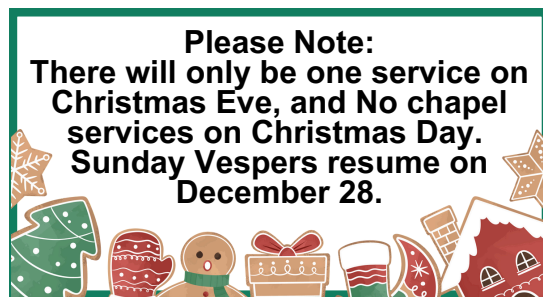 Please Note:
There will only be one service on
Christmas Eve, and No chapel
services on Christmas Day.
Sunday Vespers resume on
December 28.